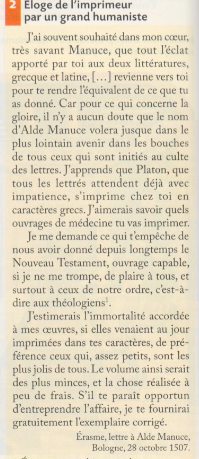 2 Éloge de l'imprimeur
par un grand humaniste
J'ai souvent souhaité dans mon cœur,
très savant Manuce, que tout l'éclat
apporté par toi aux deux littératures,
grecque et latine, [...] revienne vers toi
pour te rendre l'équivalent de ce que tu
as donné. Car pour ce qui concerne la
gloire, il n'y a aucun doute que le nom
d'Alde Manuce volera jusque dans le
plus lointain avenir dans les bouches
de tous ceux qui sont initiés au culte
des lettres. J'apprends que Platon, que
tous les lettrés attendent déjà avec
impatience, s'imprime chez toi en
caractères grecs. J'aimerais savoir quels
ouvrages de médecine tu vas imprimer.
Je me demande ce qui t'empêche de
nous avoir donné depuis longtemps le
Nouveau Testament, ouvrage capable,
si je ne me trompe, de plaire à tous, et
surtout à ceux de notre ordre, c'est-à-
dire aux théologiens¹.
J'estimerais l'immortalité accordée
à mes œuvres, si elles venaient au jour
imprimées dans tes caractères, de pré-
férence ceux qui, assez petits, sont les
plus jolis de tous. Le volume ainsi serait
des plus minces, et la chose réalisée à
peu de frais. S'il te paraît opportun
d'entreprendre l'affaire, je te fournirai
gratuitement l'exemplaire corrigé.
Érasme, lettre à Alde Manuce,
Bologne, 28 octobre 1507.